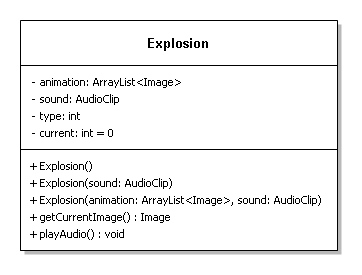 Explosion
- animation: ArrayList<Image>
- sound: AudioClip
- type: int
- current: int = 0
+ Explosion()
+ Explosion(sound: AudioClip)
+ Explosion(animation: ArrayList<Image>, sound: AudioClip)
+ getCurrentImage() : Image
+ playAudio() : void